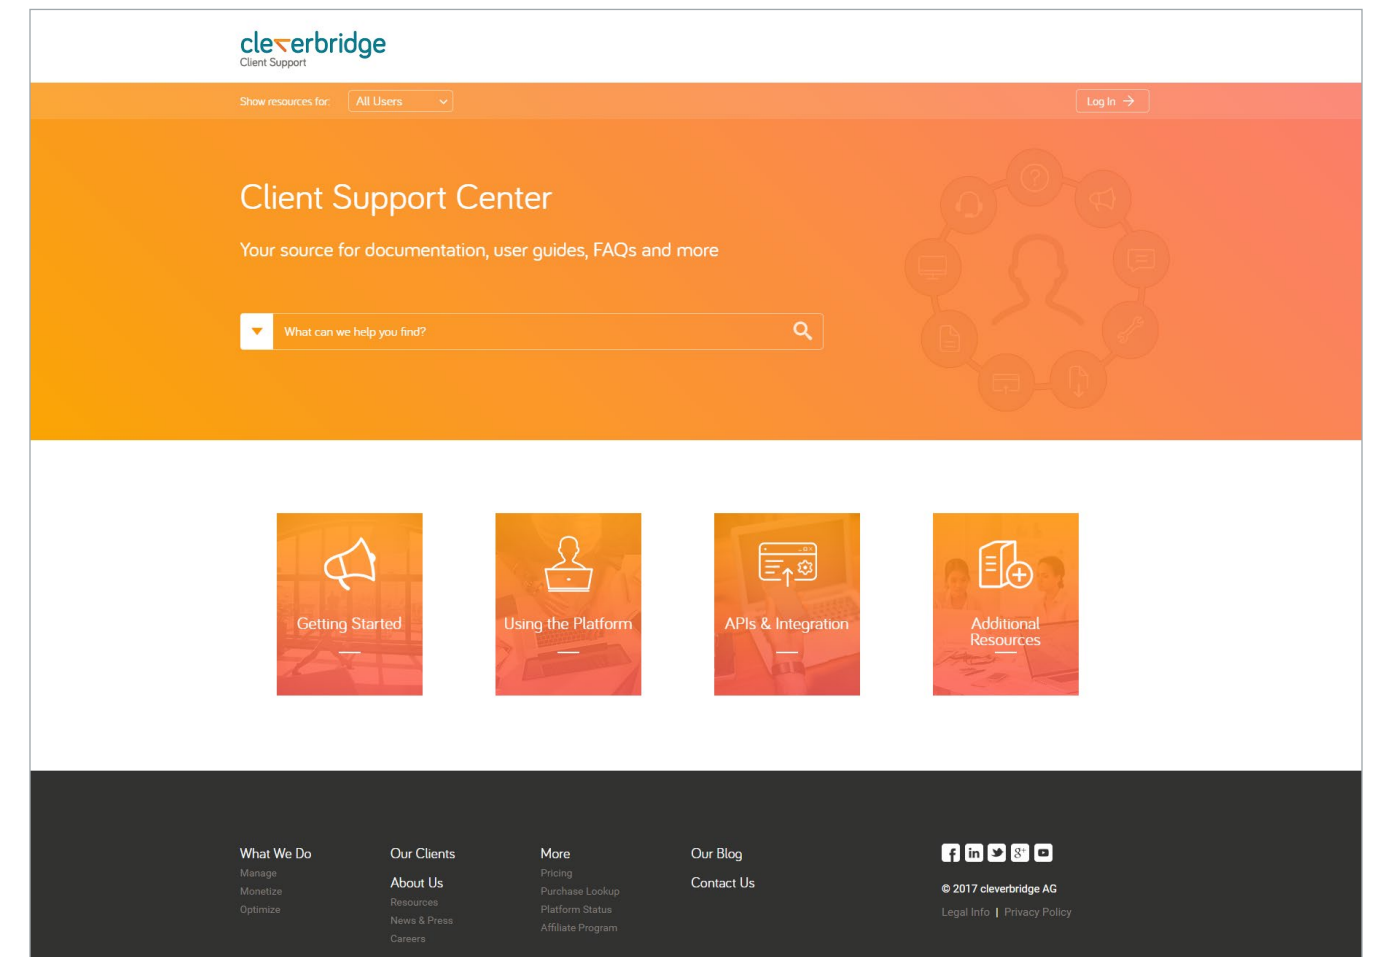 cleverbridge
Client Support
Show resources for: All Users Log In →
Client Support Center
Your source for documentation, user guides, FAQs and more
What can we help you find?
Getting Started
Using the Platform
APIs & Integration
Additional
Resources
What We Do
Manage
Monetize
Optimize
Our Clients
About Us
Resources
News & Press
Careers
More
Pricing
Purchase Lookup
Platform Status
Affiliate Program
Our Blog
Contact Us
© 2017 cleverbridge AG
Legal Info | Privacy Policy